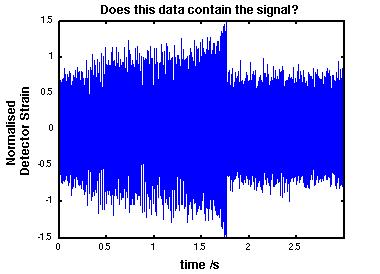 Does this data contain the signal?
1.5
1
0.5
0
-0.5
-1
-1.5
Normalised
Detector Strain
0 0.5 1 1.5 2 2.5
time /s